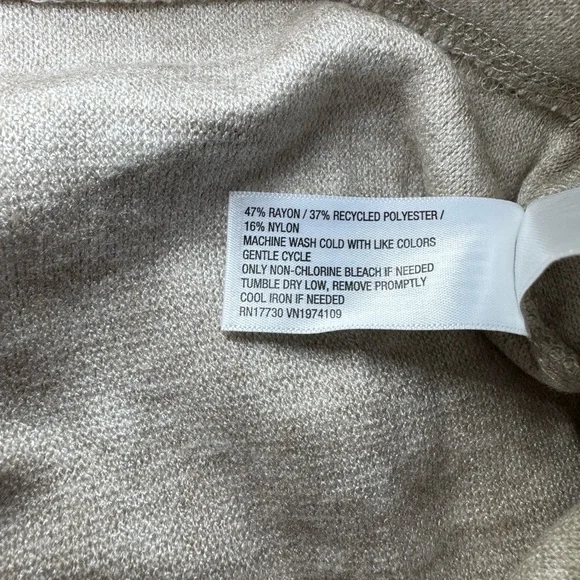 47% RAYON / 37% RECYCLED POLYESTER /
16% NYLON
MACHINE WASH COLD WITH LIKE COLORS
GENTLE CYCLE
ONLY NON-CHLORINE BLEACH IF NEEDED
TUMBLE DRY LOW, REMOVE PROMPTLY
COOL IRON IF NEEDED
RN17730 VN1974109